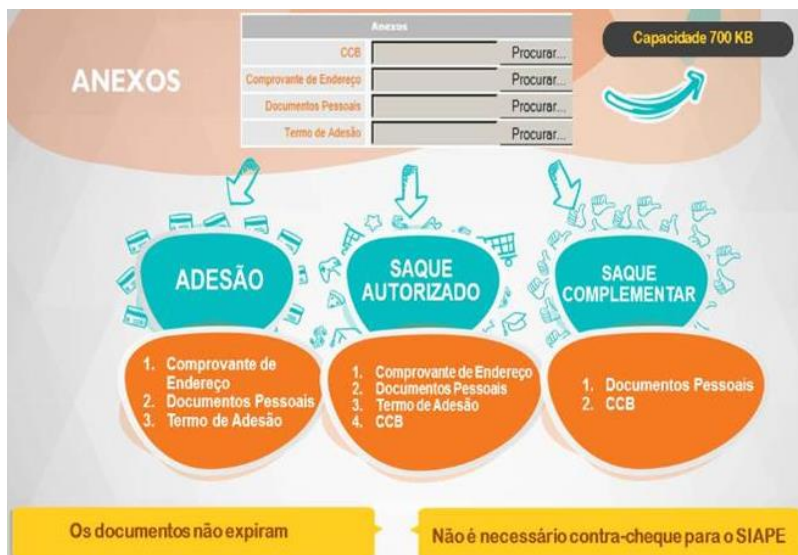 ANEXOS
Anexos
CCB Procurar...
Comprovante de Endereço Procurar...
Documentos Pessoais Procurar...
Termo de Adesão Procurar...
Capacidade 700 KB
ADESÃO
1. Comprovante de
Endereço
2. Documentos Pessoais
3. Termo de Adesão
SAQUE
AUTORIZADO
1. Comprovante de Endereço
2. Documentos Pessoais
3. Termo de Adesão
4. CCB
SAQUE
COMPLEMENTAR
1. Documentos Pessoais
2. CCB
Os documentos não expiram
Não é necessário contra-cheque para o SIAPE